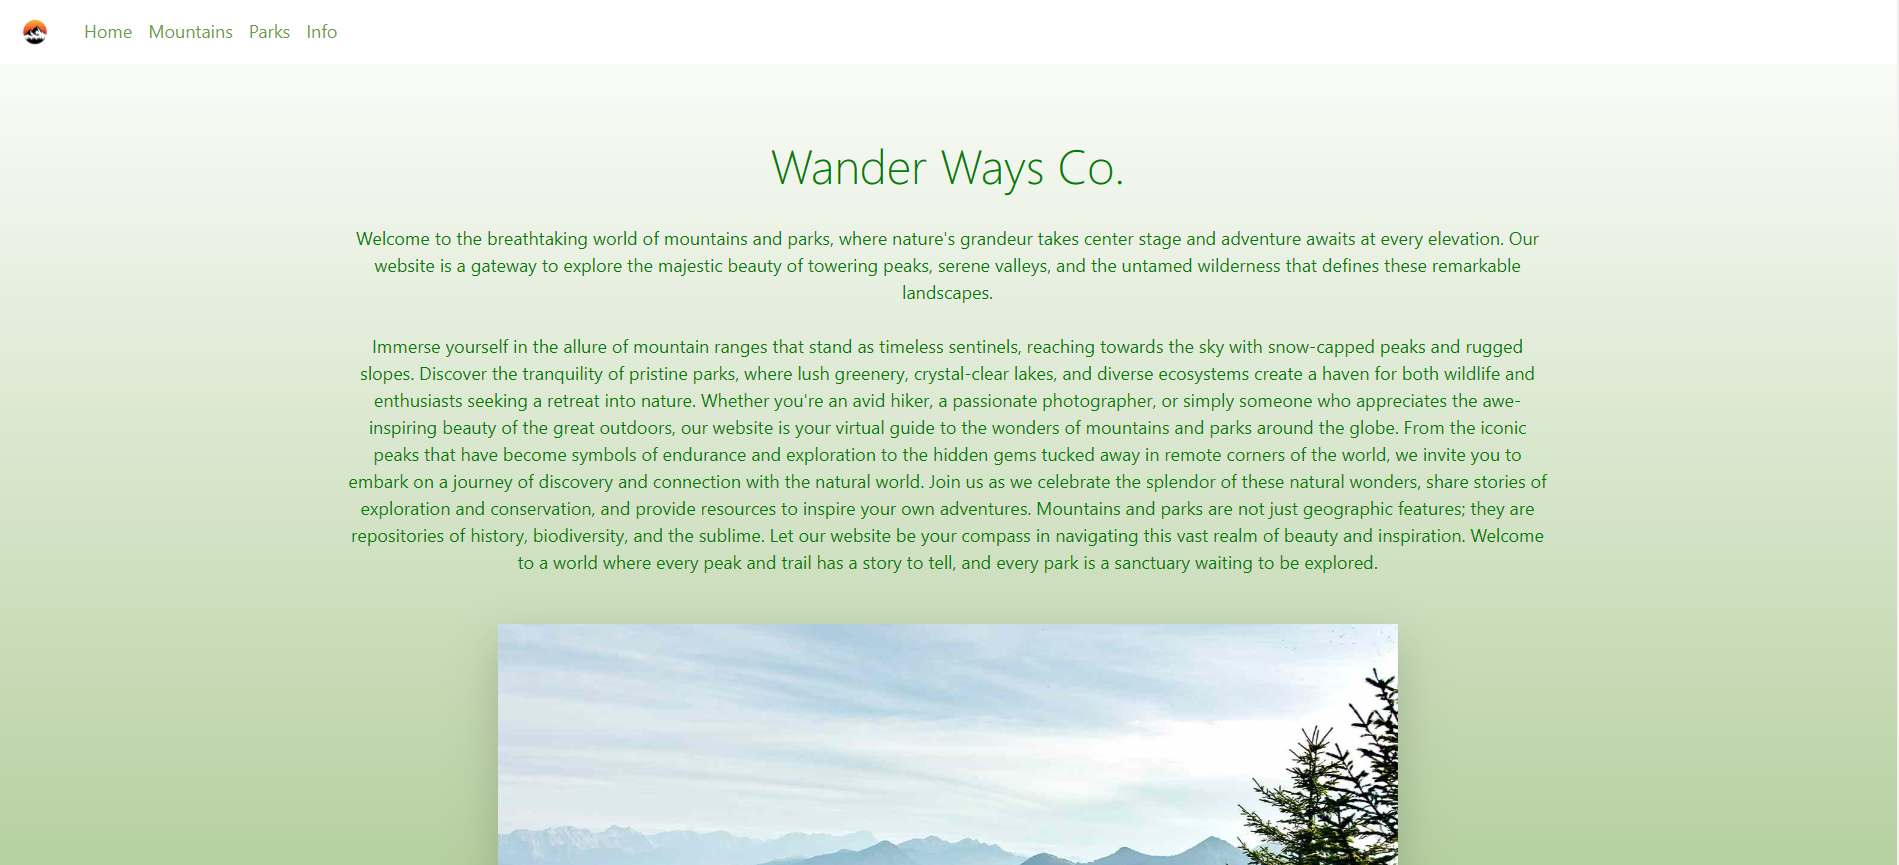 Home Mountains Parks Info
Wander Ways Co.
Welcome to the breathtaking world of mountains and parks, where nature's grandeur takes center stage and adventure awaits at every elevation. Our
website is a gateway to explore the majestic beauty of towering peaks, serene valleys, and the untamed wilderness that defines these remarkable
landscapes.
Immerse yourself in the allure of mountain ranges that stand as timeless sentinels, reaching towards the sky with snow-capped peaks and rugged
slopes. Discover the tranquility of pristine parks, where lush greenery, crystal-clear lakes, and diverse ecosystems create a haven for both wildlife and
enthusiasts seeking a retreat into nature. Whether you're an avid hiker, a passionate photographer, or simply someone who appreciates the awe-
inspiring beauty of the great outdoors, our website is your virtual guide to the wonders of mountains and parks around the globe. From the iconic
peaks that have become symbols of endurance and exploration to the hidden gems tucked away in remote corners of the world, we invite you to
embark on a journey of discovery and connection with the natural world. Join us as we celebrate the splendor of these natural wonders, share stories of
exploration and conservation, and provide resources to inspire your own adventures. Mountains and parks are not just geographic features; they are
repositories of history, biodiversity, and the sublime. Let our website be your compass in navigating this vast realm of beauty and inspiration. Welcome
to a world where every peak and trail has a story to tell, and every park is a sanctuary waiting to be explored.